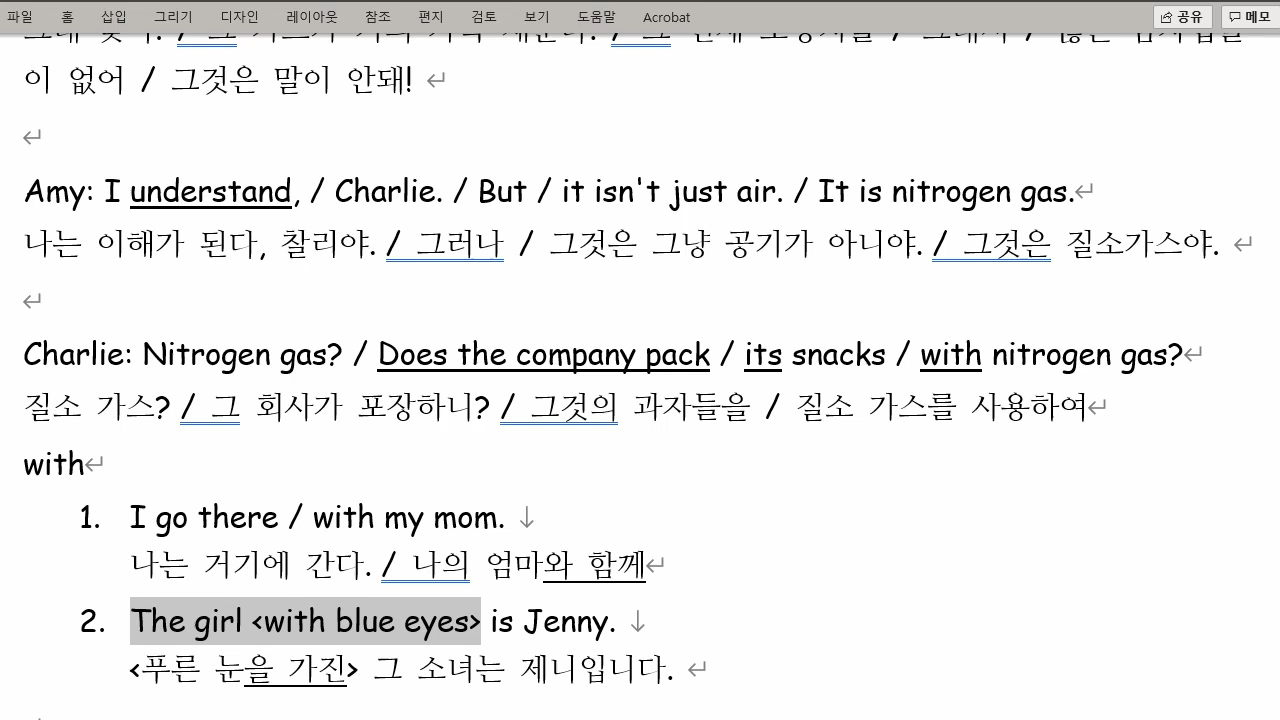 파일 홈 삽입 그리기 디자인 레이아웃 참조 편지 검토 보기 도움말 Acrobat 공유 메모
이 없어 / 그것은 말이 안돼!
Amy: I understand, / Charlie. / But / it isn't just air. / It is nitrogen gas.
나는 이해가 된다, 찰리야. / 그러나 / 그것은 그냥 공기가 아니야. / 그것은 질소가스야.
Charlie: Nitrogen gas? / Does the company pack / its snacks / with nitrogen gas?
질소 가스? / 그 회사가 포장하니? / 그것의 과자들을 / 질소 가스를 사용하여
with
1. I go there / with my mom.
나는 거기에 간다. / 나의 엄마와 함께
2. The girl <with blue eyes> is Jenny.
<푸른 눈을 가진> 그 소녀는 제니입니다.